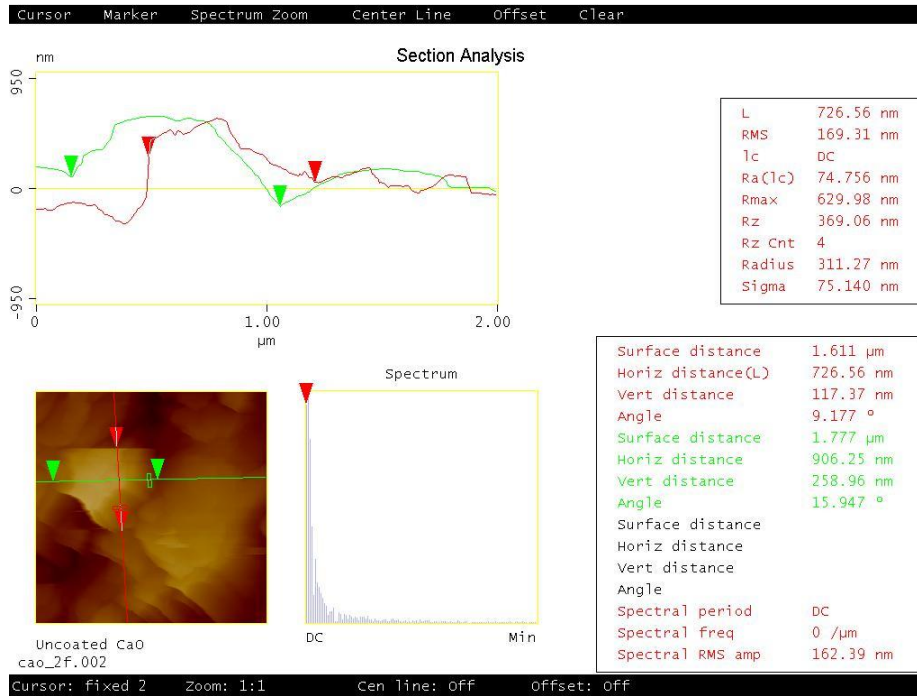 Cursor Marker Spectrum Zoom Center Line Offset Clear
Section Analysis
nm
950
0
-950
0 1.00 2.00
µm
L 726.56 nm
RMS 169.31 nm
lc DC
Ra(lc) 74.756 nm
Rmax 629.98 nm
Rz 369.06 nm
Rz Cnt 4
Radius 311.27 nm
Sigma 75.140 nm
Surface distance 1.611 µm
Horiz distance(L) 726.56 nm
Vert distance 117.37 nm
Angle 9.177 °
Surface distance 1.777 µm
Horiz distance 906.25 nm
Vert distance 258.96 nm
Angle 15.947 °
Surface distance
Horiz distance
Vert distance
Angle
Spectral period DC
Spectral freq 0 /µm
Spectral RMS amp 162.39 nm
Spectrum
DC Min
Uncoated CaO
cao_2f.002
Cursor: fixed 2 Zoom: 1:1 Cen line: Off Offset: Off